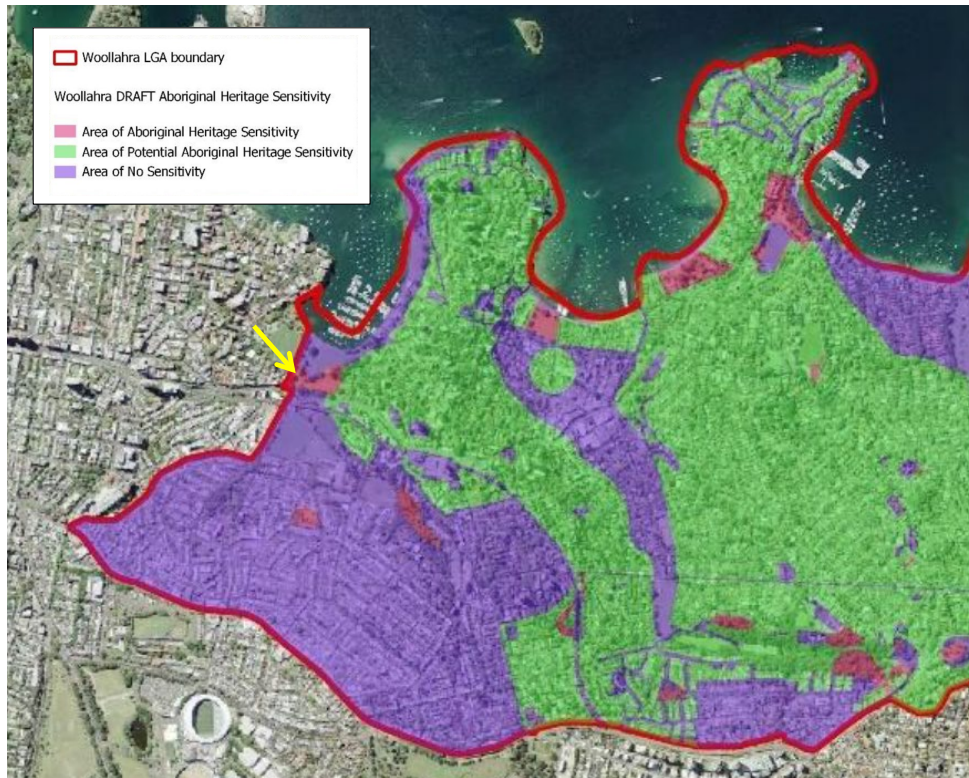 Woollahra LGA boundary
Woollahra DRAFT Aboriginal Heritage Sensitivity
Area of Aboriginal Heritage Sensitivity
Area of Potential Aboriginal Heritage Sensitivity
Area of No Sensitivity